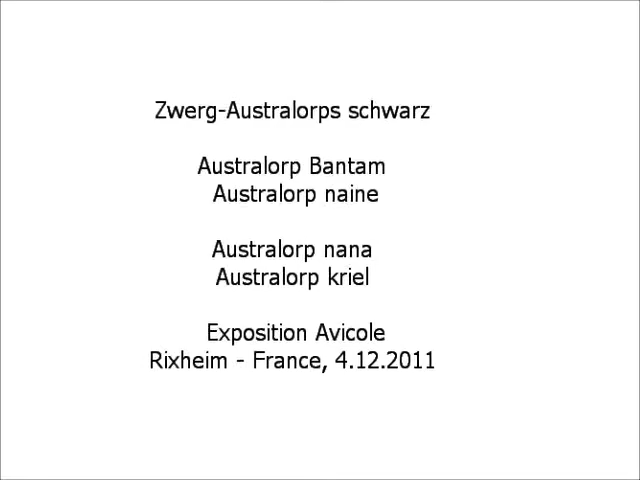 Zwerg-Australorps schwarz
Australorp Bantam
Australorp naine
Australorp nana
Australorp kriel
Exposition Avicole
Rixheim - France, 4.12.2011